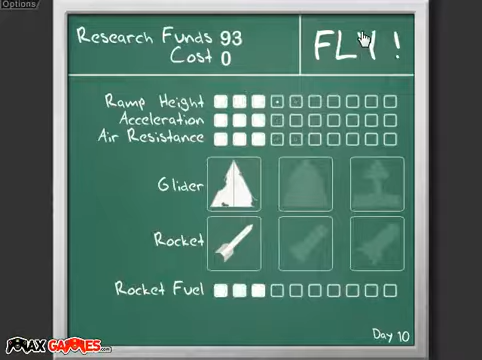 Options
Research Funds 93
Cost 0
FLY!
Ramp Height
Acceleration
Air Resistance
Glider
Rocket
Rocket Fuel
Day 10
MAX GAMES.com